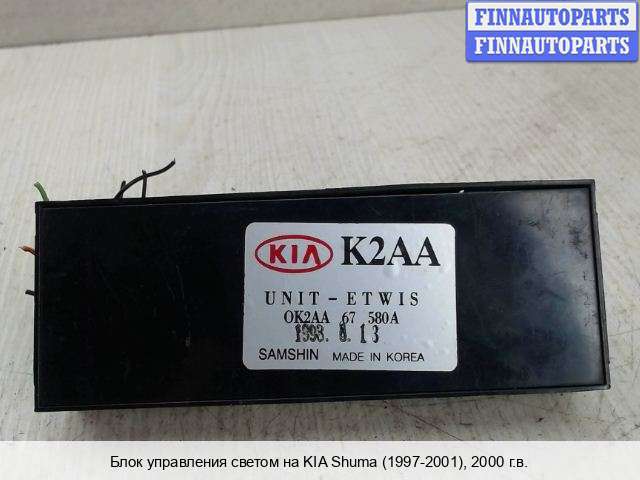 FINNAUTOPARTS
FINNAUTOPARTS
KIA K2AA
UNIT - ETWIS
OK2AA 67 580A
13
SAMSHIN MADE IN KOREA
Блок управления светом на KIA Shuma (1997-2001), 2000 г.в.